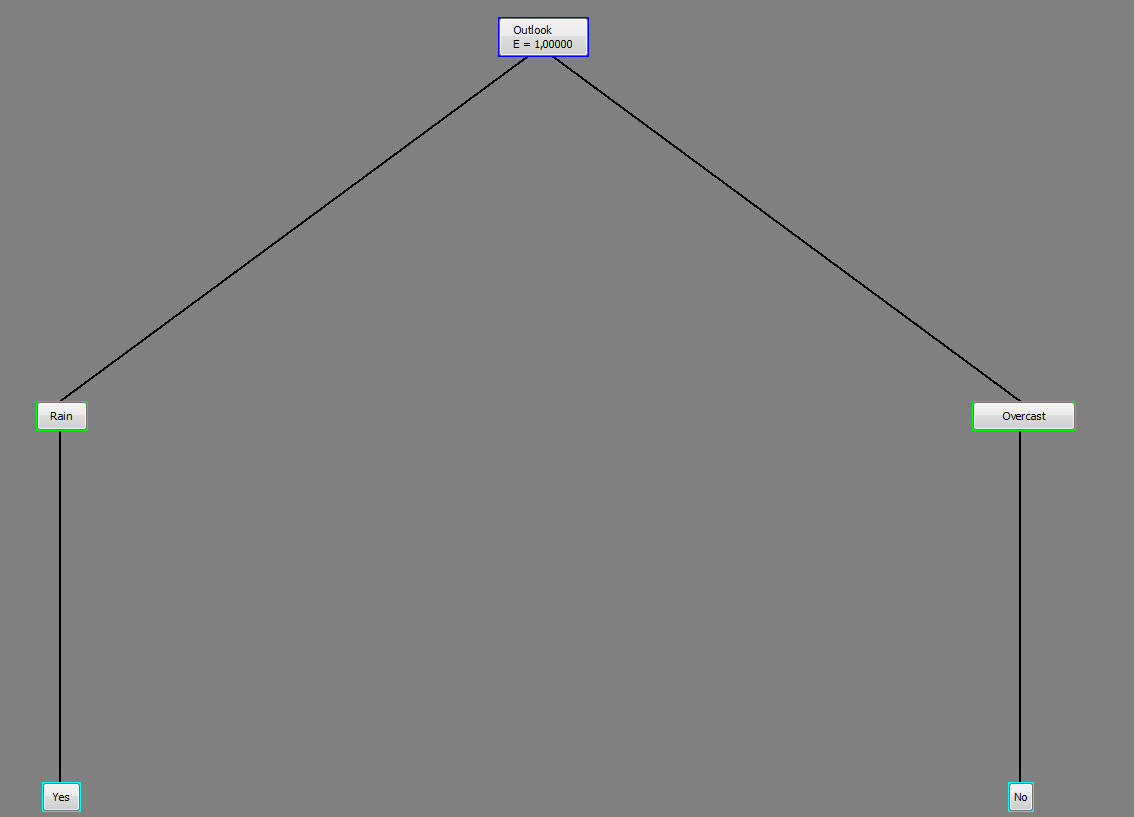 Outlook
E = 1,00000
Rain
Overcast
Yes
No